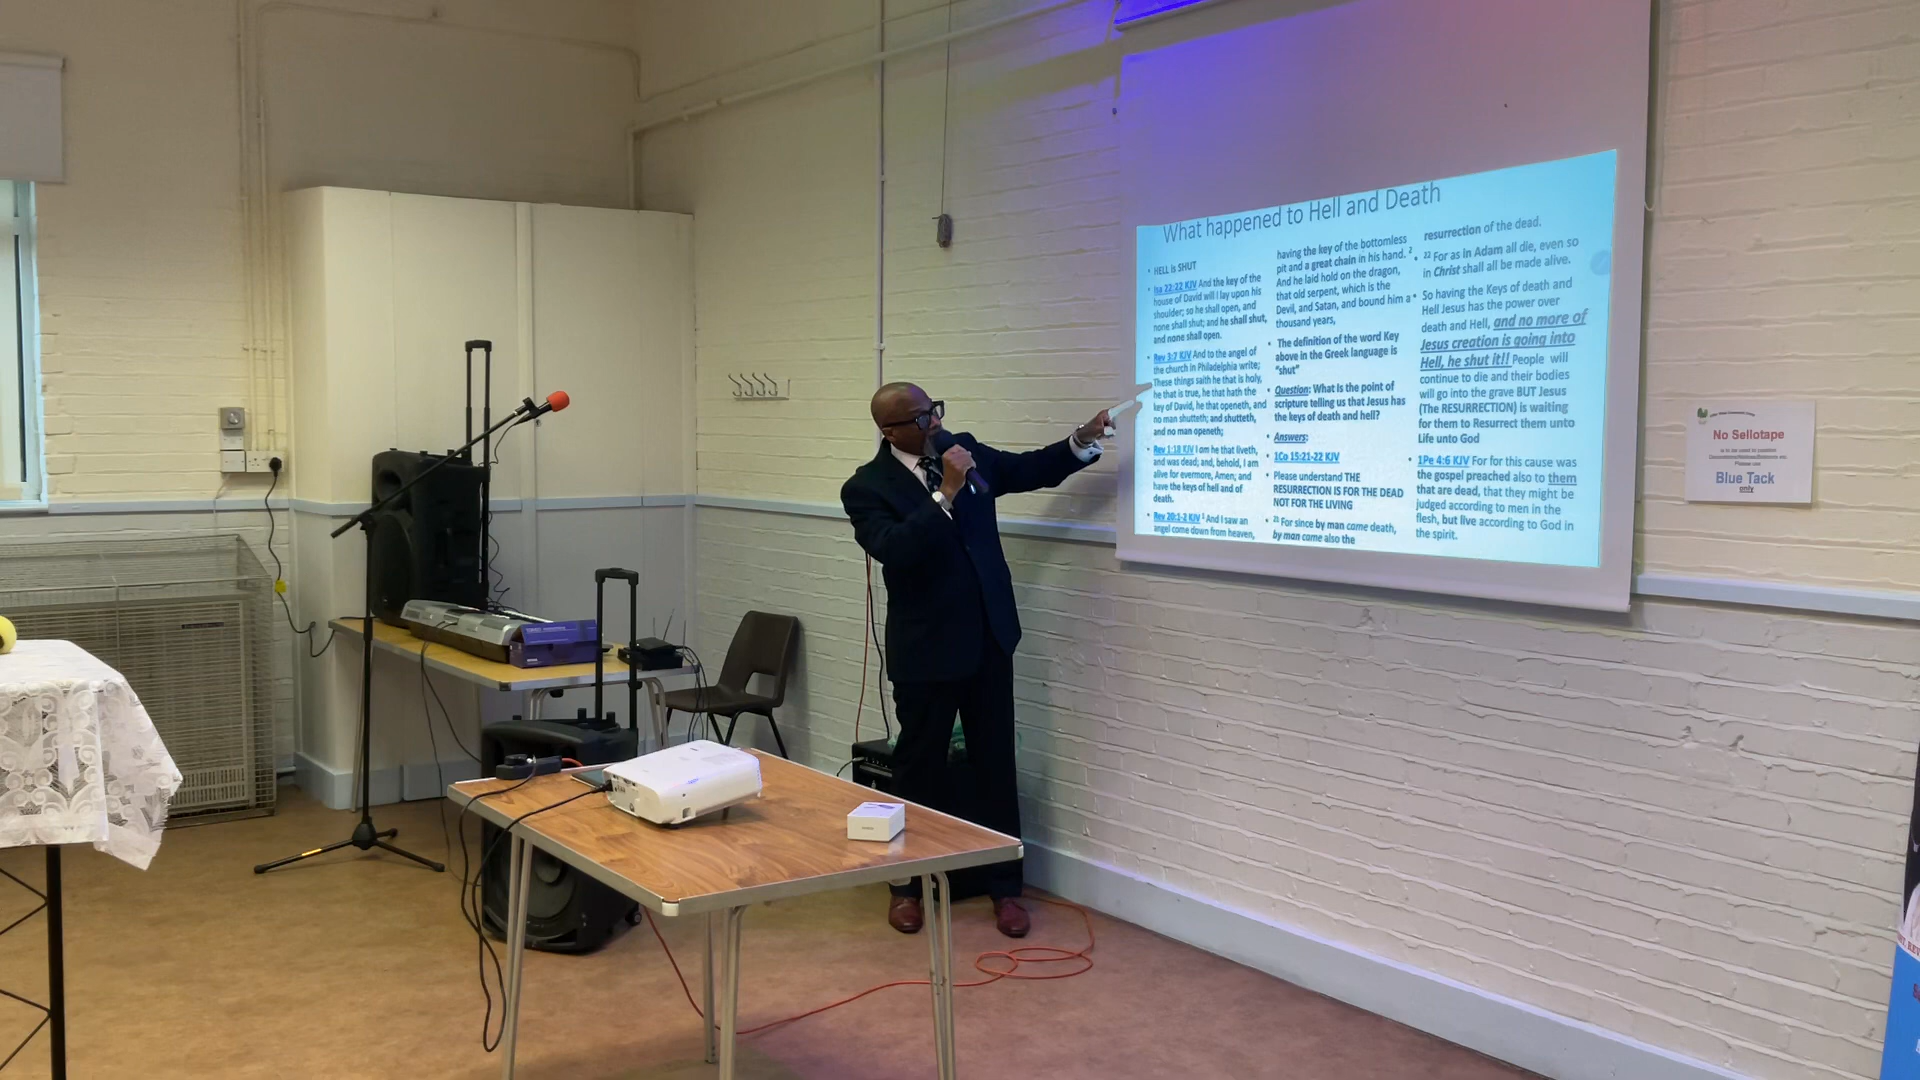 What happened to Hell and Death
• HELL is SHUT
• Isa 22:22 KJV And the key of the
house of David will I lay upon his
shoulder; so he shall open, and
none shall shut; and he shall shut,
and none shall open.
• Rev 3:7 KJV And to the angel of
the church in Philadelphia write;
These things saith he that is holy,
he that is true, he that hath the
key of David, he that openeth, and
no man shutteth; and shutteth,
and no man openeth;
• Rev 1:18 KJV I am he that liveth,
and was dead; and, behold, I am
alive for evermore, Amen; and
have the keys of hell and of
death.
• Rev 20:1-2 KJV 1 And I saw an
angel come down from heaven,
having the key of the bottomless
pit and a great chain in his hand. 2
And he laid hold on the dragon,
that old serpent, which is the
Devil, and Satan, and bound him a
thousand years,
• The definition of the word Key
above in the Greek language is
"shut"
• Question: What is the point of
scripture telling us that Jesus has
the keys of death and hell?
• Answers:
• 1Co 15:21-22 KJV
• Please understand THE
RESURRECTION IS FOR THE DEAD
NOT FOR THE LIVING
• 21 For since by man came death,
by man came also the
resurrection of the dead.
• 22 For as in Adam all die, even so
in Christ shall all be made alive.
• So having the Keys of death and
Hell Jesus has the power over
death and Hell, and no more of
Jesus creation is going into
Hell, he shut it!! People will
continue to die and their bodies
will go into the grave BUT Jesus
(The RESURRECTION) is waiting
for them to Resurrect them unto
Life unto God
• 1Pe 4:6 KJV For for this cause was
the gospel preached also to them
that are dead, that they might be
judged according to men in the
flesh, but live according to God in
the spirit.
No Sellotape
Please use
Blue Tack
only